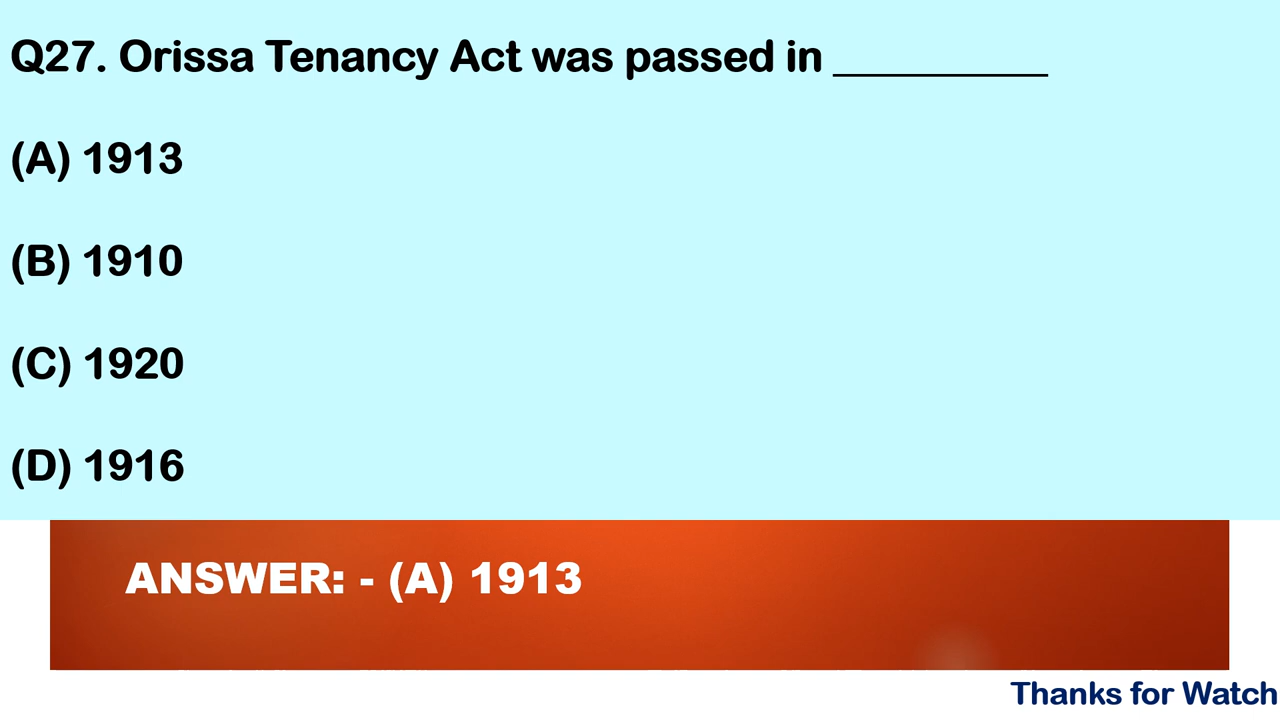 Q27. Orissa Tenancy Act was passed in __________
(A) 1913
(B) 1910
(C) 1920
(D) 1916
ANSWER: - (A) 1913
Thanks for Watch